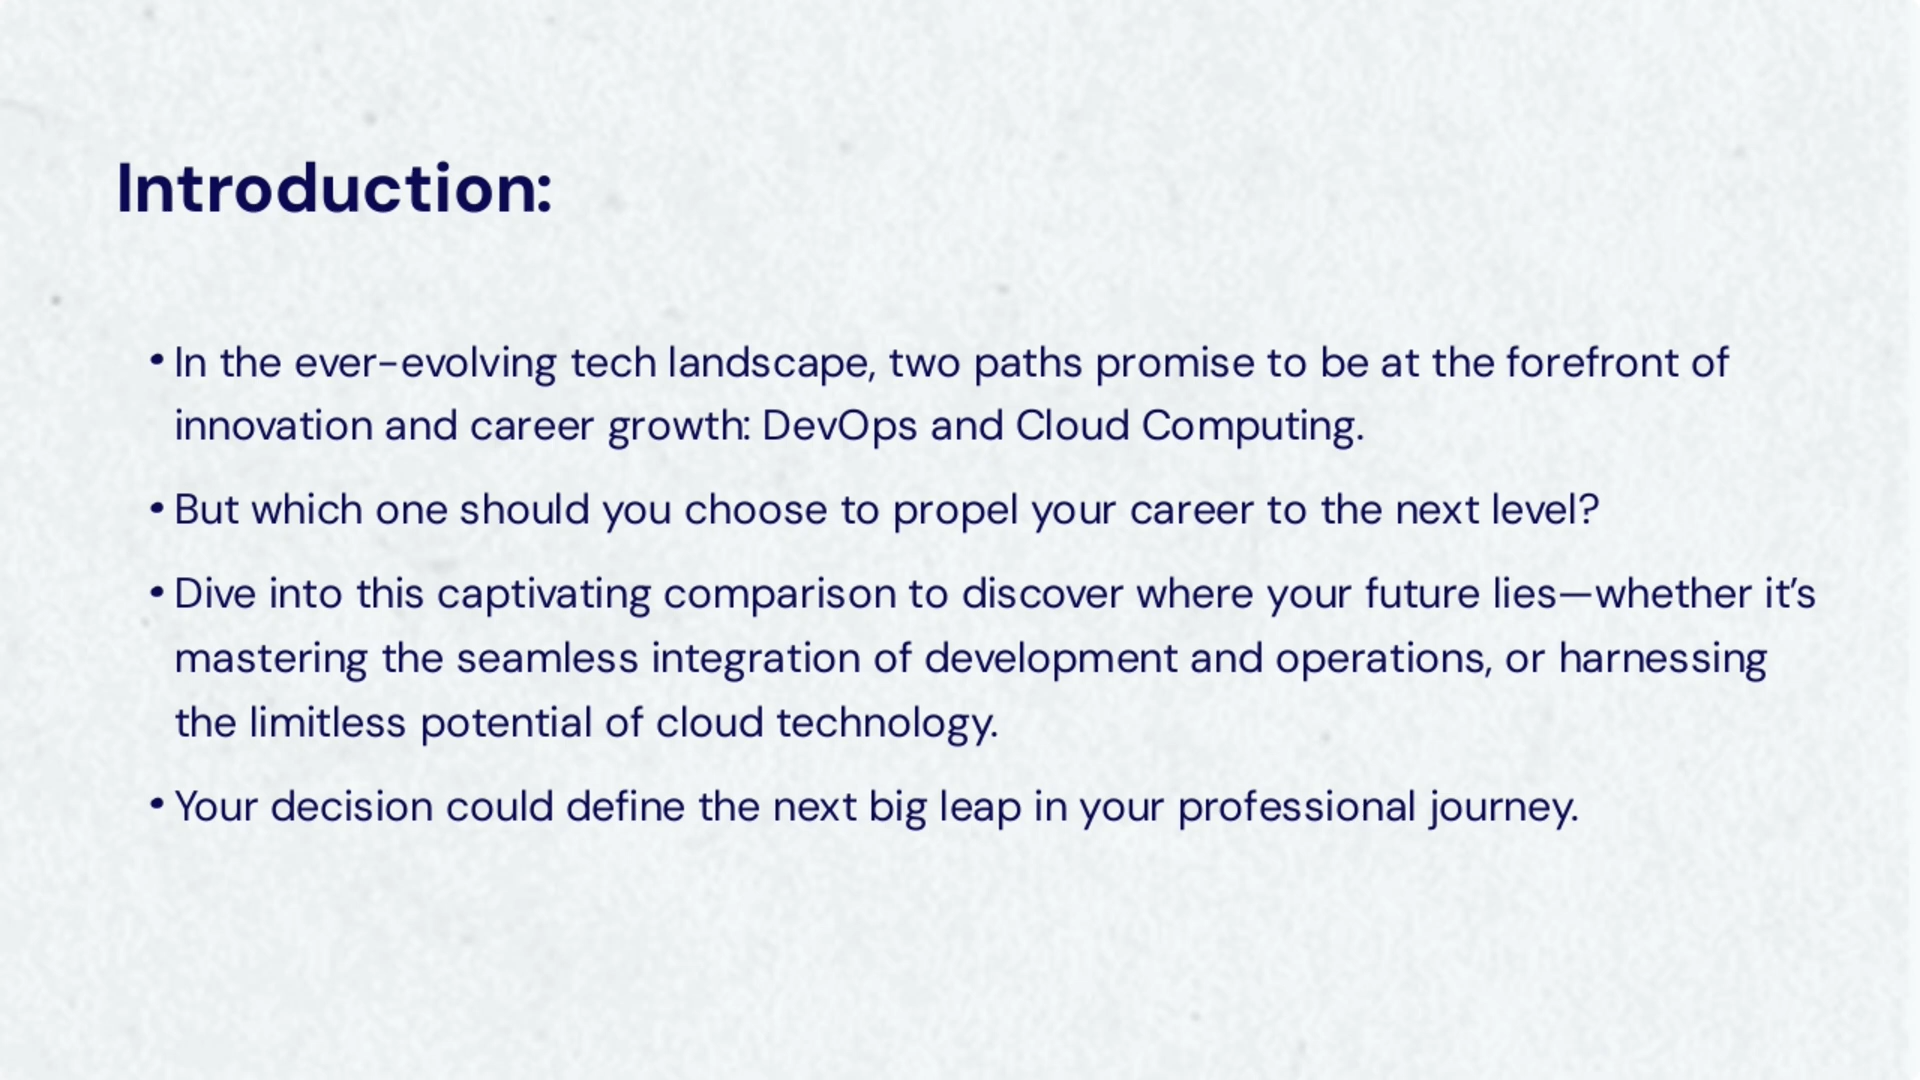 Introduction:
• In the ever-evolving tech landscape, two paths promise to be at the forefront of
innovation and career growth: DevOps and Cloud Computing.
• But which one should you choose to propel your career to the next level?
• Dive into this captivating comparison to discover where your future lies—whether it’s
mastering the seamless integration of development and operations, or harnessing
the limitless potential of cloud technology.
• Your decision could define the next big leap in your professional journey.